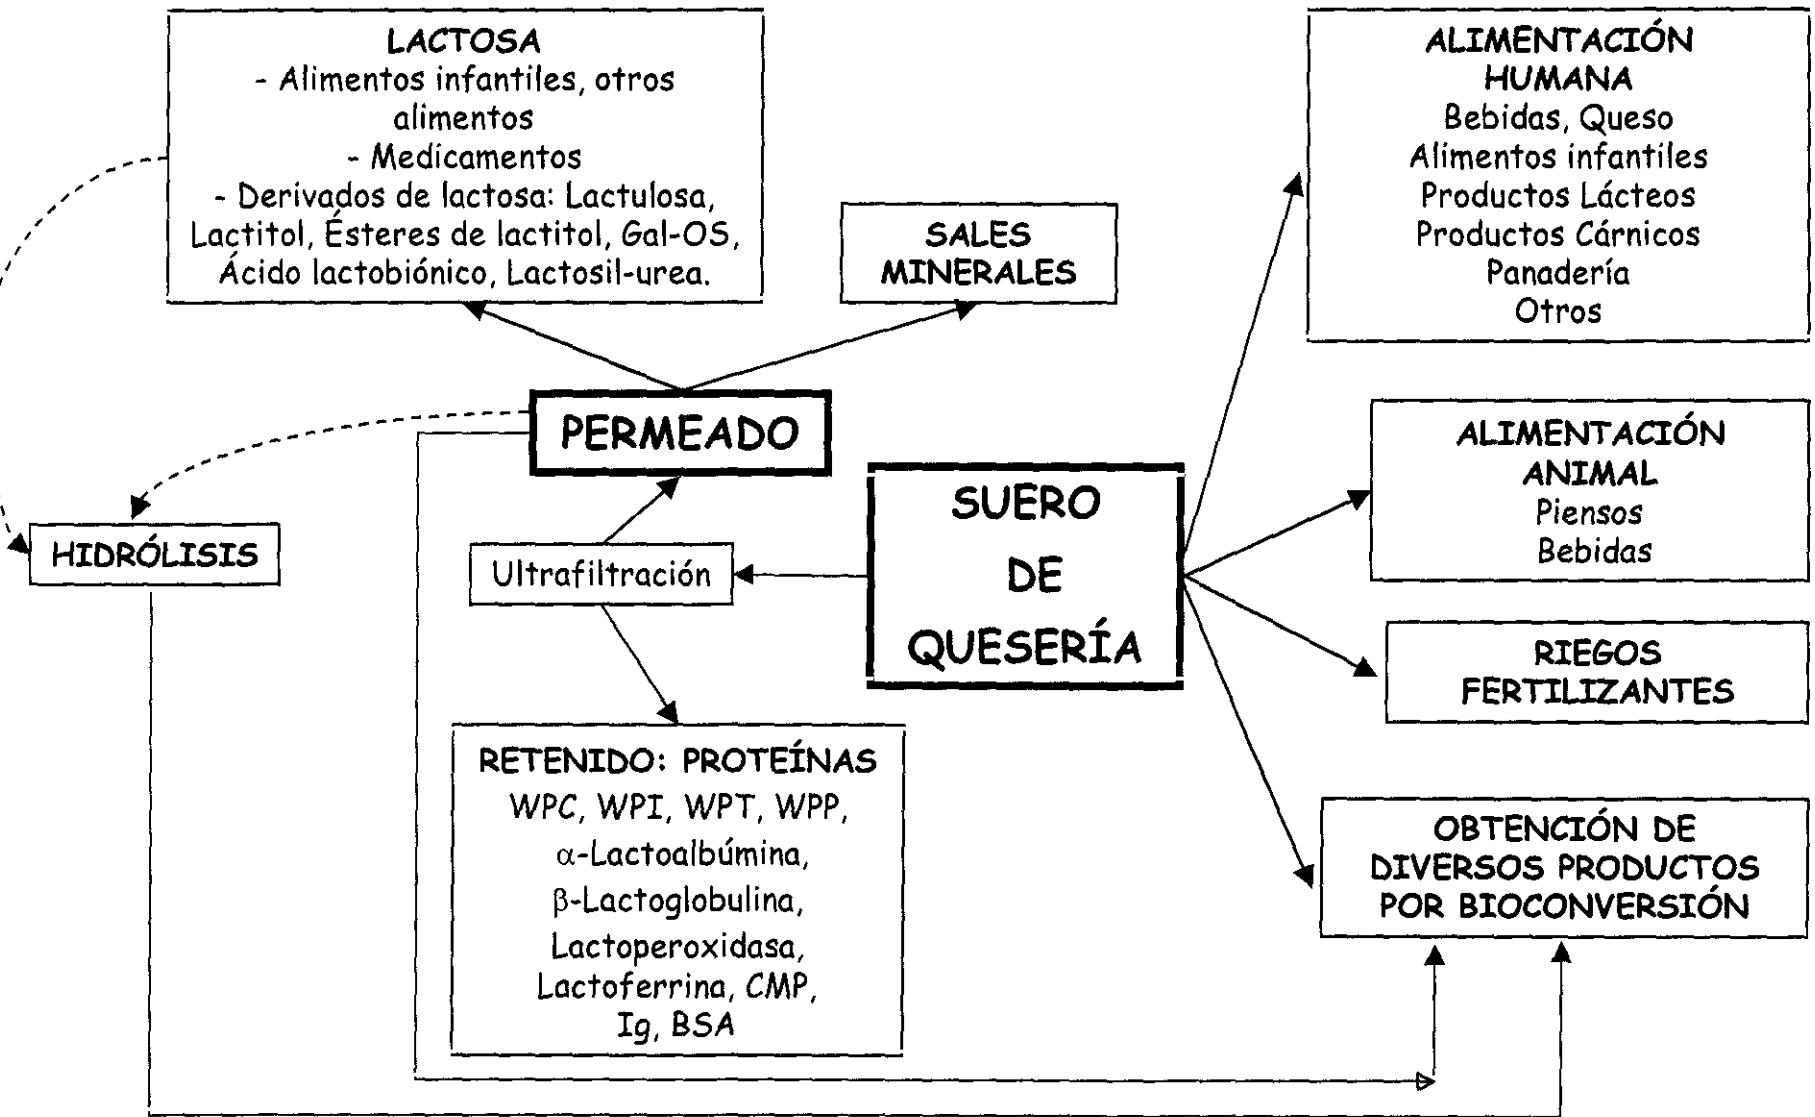 LACTOSA
- Alimentos infantiles, otros
alimentos
- Medicamentos
- Derivados de lactosa: Lactulosa,
Lactitol, Ésteres de lactitol, Gal-OS,
Ácido lactobiónico, Lactosil-urea.
SALES
MINERALES
ALIMENTACIÓN
HUMANA
Bebidas, Queso
Alimentos infantiles
Productos Lácteos
Productos Cárnicos
Panadería
Otros
PERMEADO
HIDRÓLISIS
Ultrafiltración
SUERO
DE
QUESERÍA
ALIMENTACIÓN
ANIMAL
Piensos
Bebidas
RIEGOS
FERTILIZANTES
RETENIDO: PROTEÍNAS
WPC, WPI, WPT, WPP,
α-Lactoalbúmina,
β-Lactoglobulina,
Lactoperoxidasa,
Lactoferrina, CMP,
Ig, BSA
OBTENCIÓN DE
DIVERSOS PRODUCTOS
POR BIOCONVERSIÓN